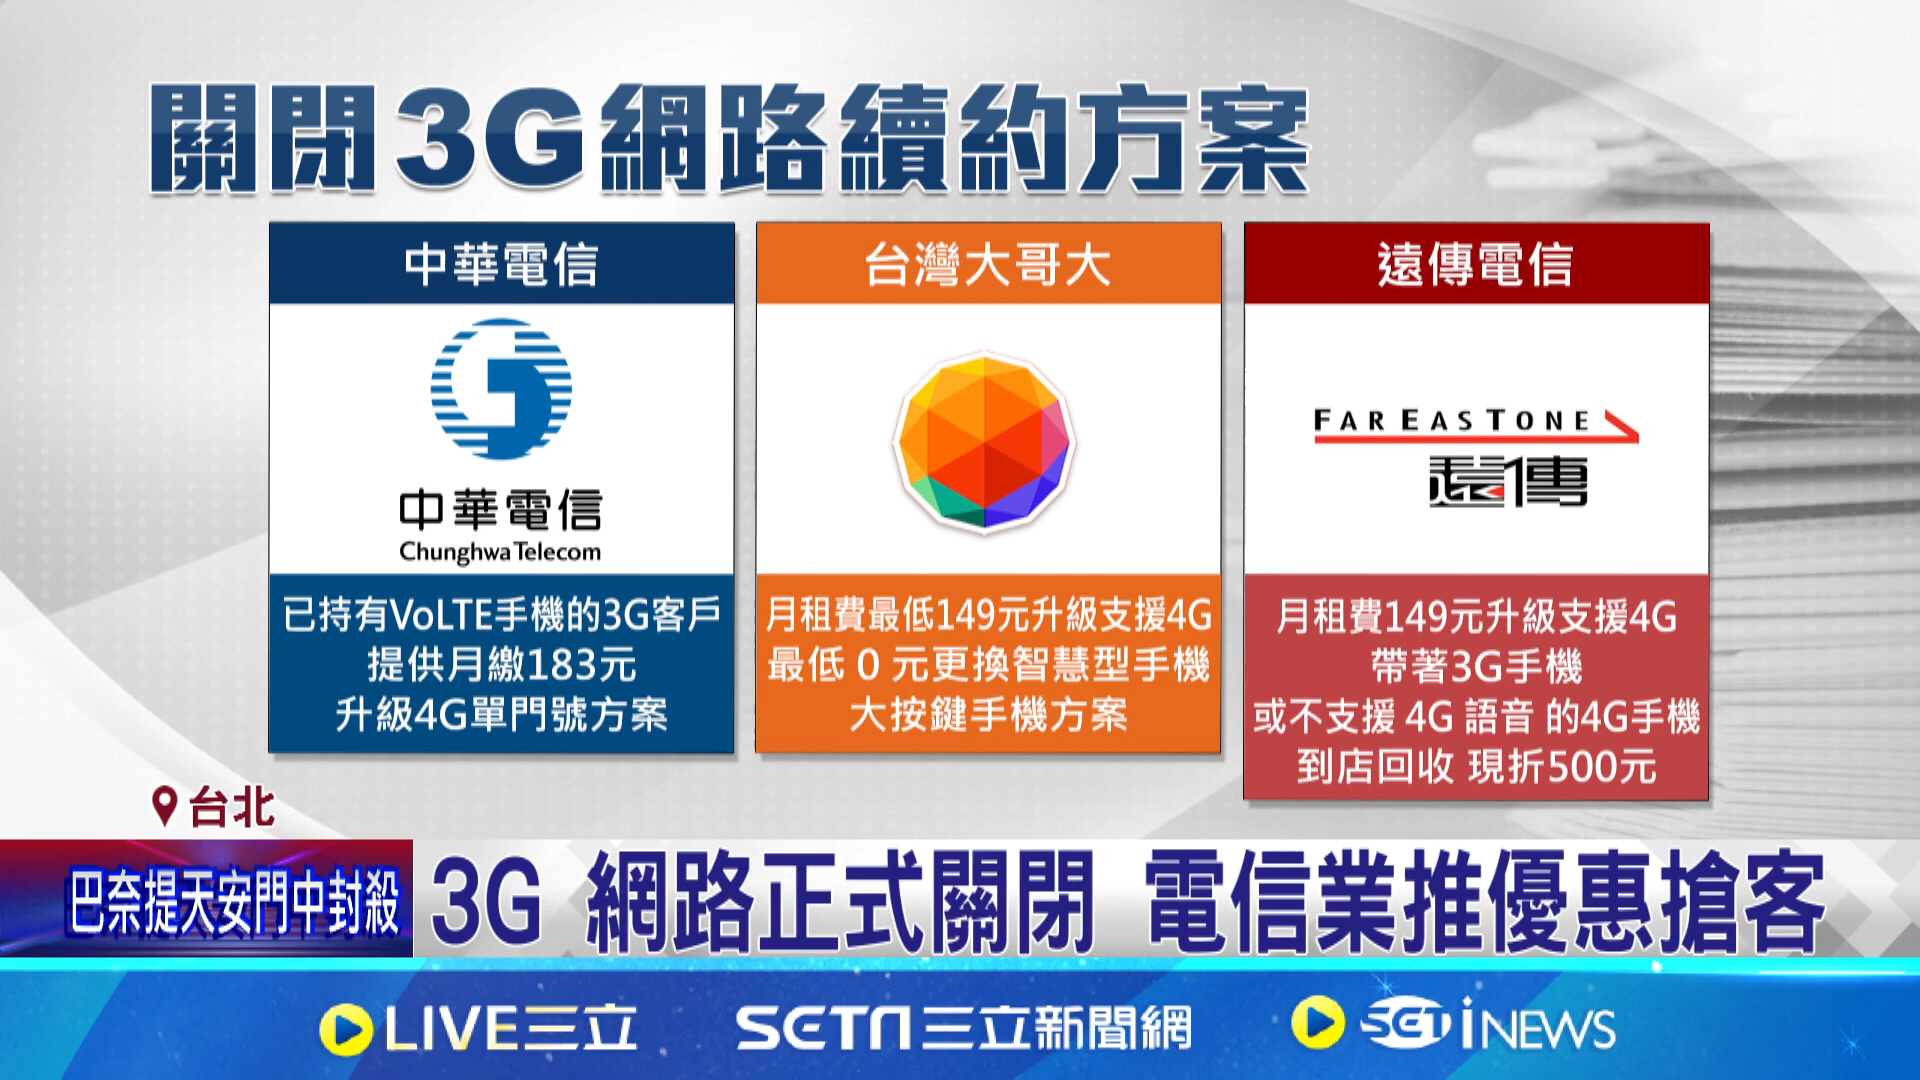 關閉3G網路續約方案
中華電信
中華電信
Chunghwa Telecom
已持有VoLTE手機的3G客戶
提供月繳183元
升級4G單門號方案
台灣大哥大
月租費最低149元升級支援4G
最低 0 元更換智慧型手機
大按鍵手機方案
遠傳電信
FAREASTONE
遠傳
月租費149元升級支援4G
帶著3G手機
或不支援 4G 語音 的4G手機
到店回收 現折500元
台北
巴奈提天安門中封殺
3G 網路正式關閉 電信業推優惠搶客
LIVE三立
SETN三立新聞網
SET iNEWS